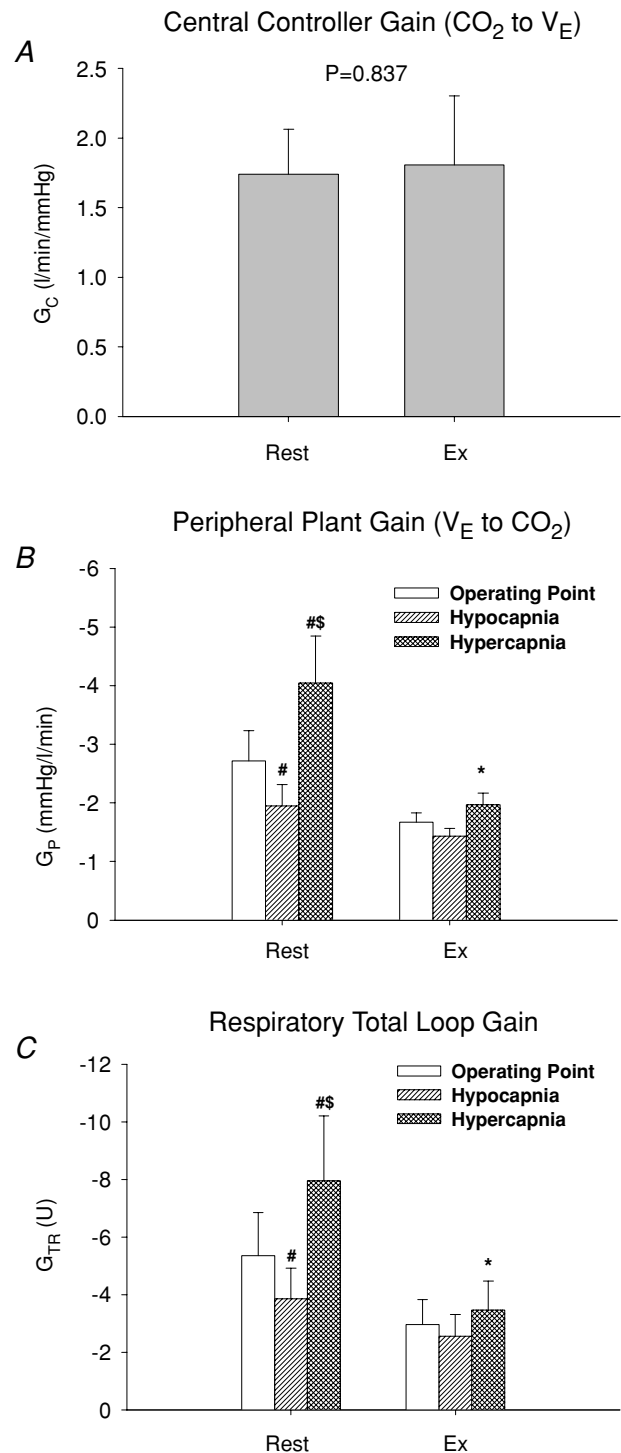 A
Central Controller Gain (CO2 to VE)
P=0.837
GC (l/min/mmHg)
2.5
2.0
1.5
1.0
0.5
0.0
Rest Ex
B
Peripheral Plant Gain (VE to CO2)
GP (mmHg/l/min)
-6
-5
-4
-3
-2
-1
0
Operating Point
Hypocapnia
Hypercapnia
#
#$
*
Rest Ex
C
Respiratory Total Loop Gain
GTR (U)
-12
-10
-8
-6
-4
-2
0
Operating Point
Hypocapnia
Hypercapnia
#
#$
*
Rest Ex